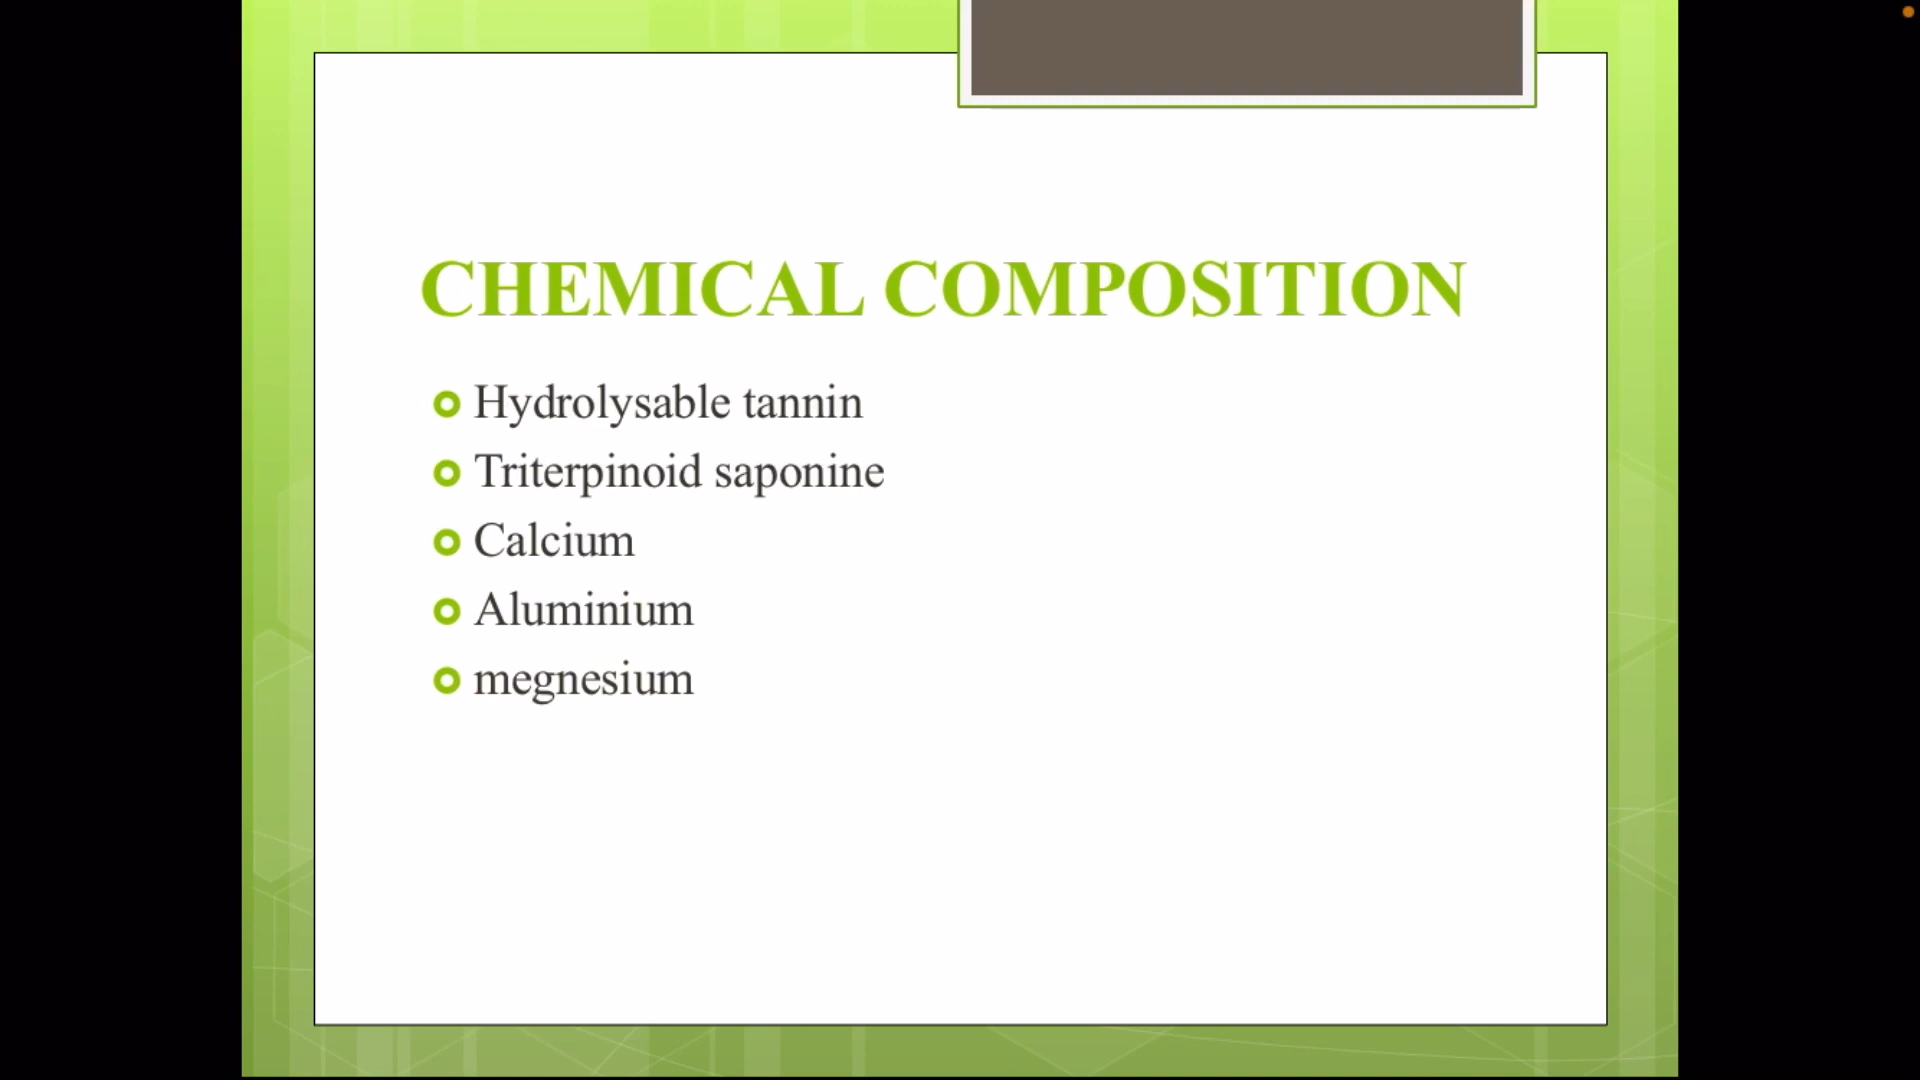 CHEMICAL COMPOSITION
Hydrolysable tannin
Triterpinoid saponine
Calcium
Aluminium
megnesium